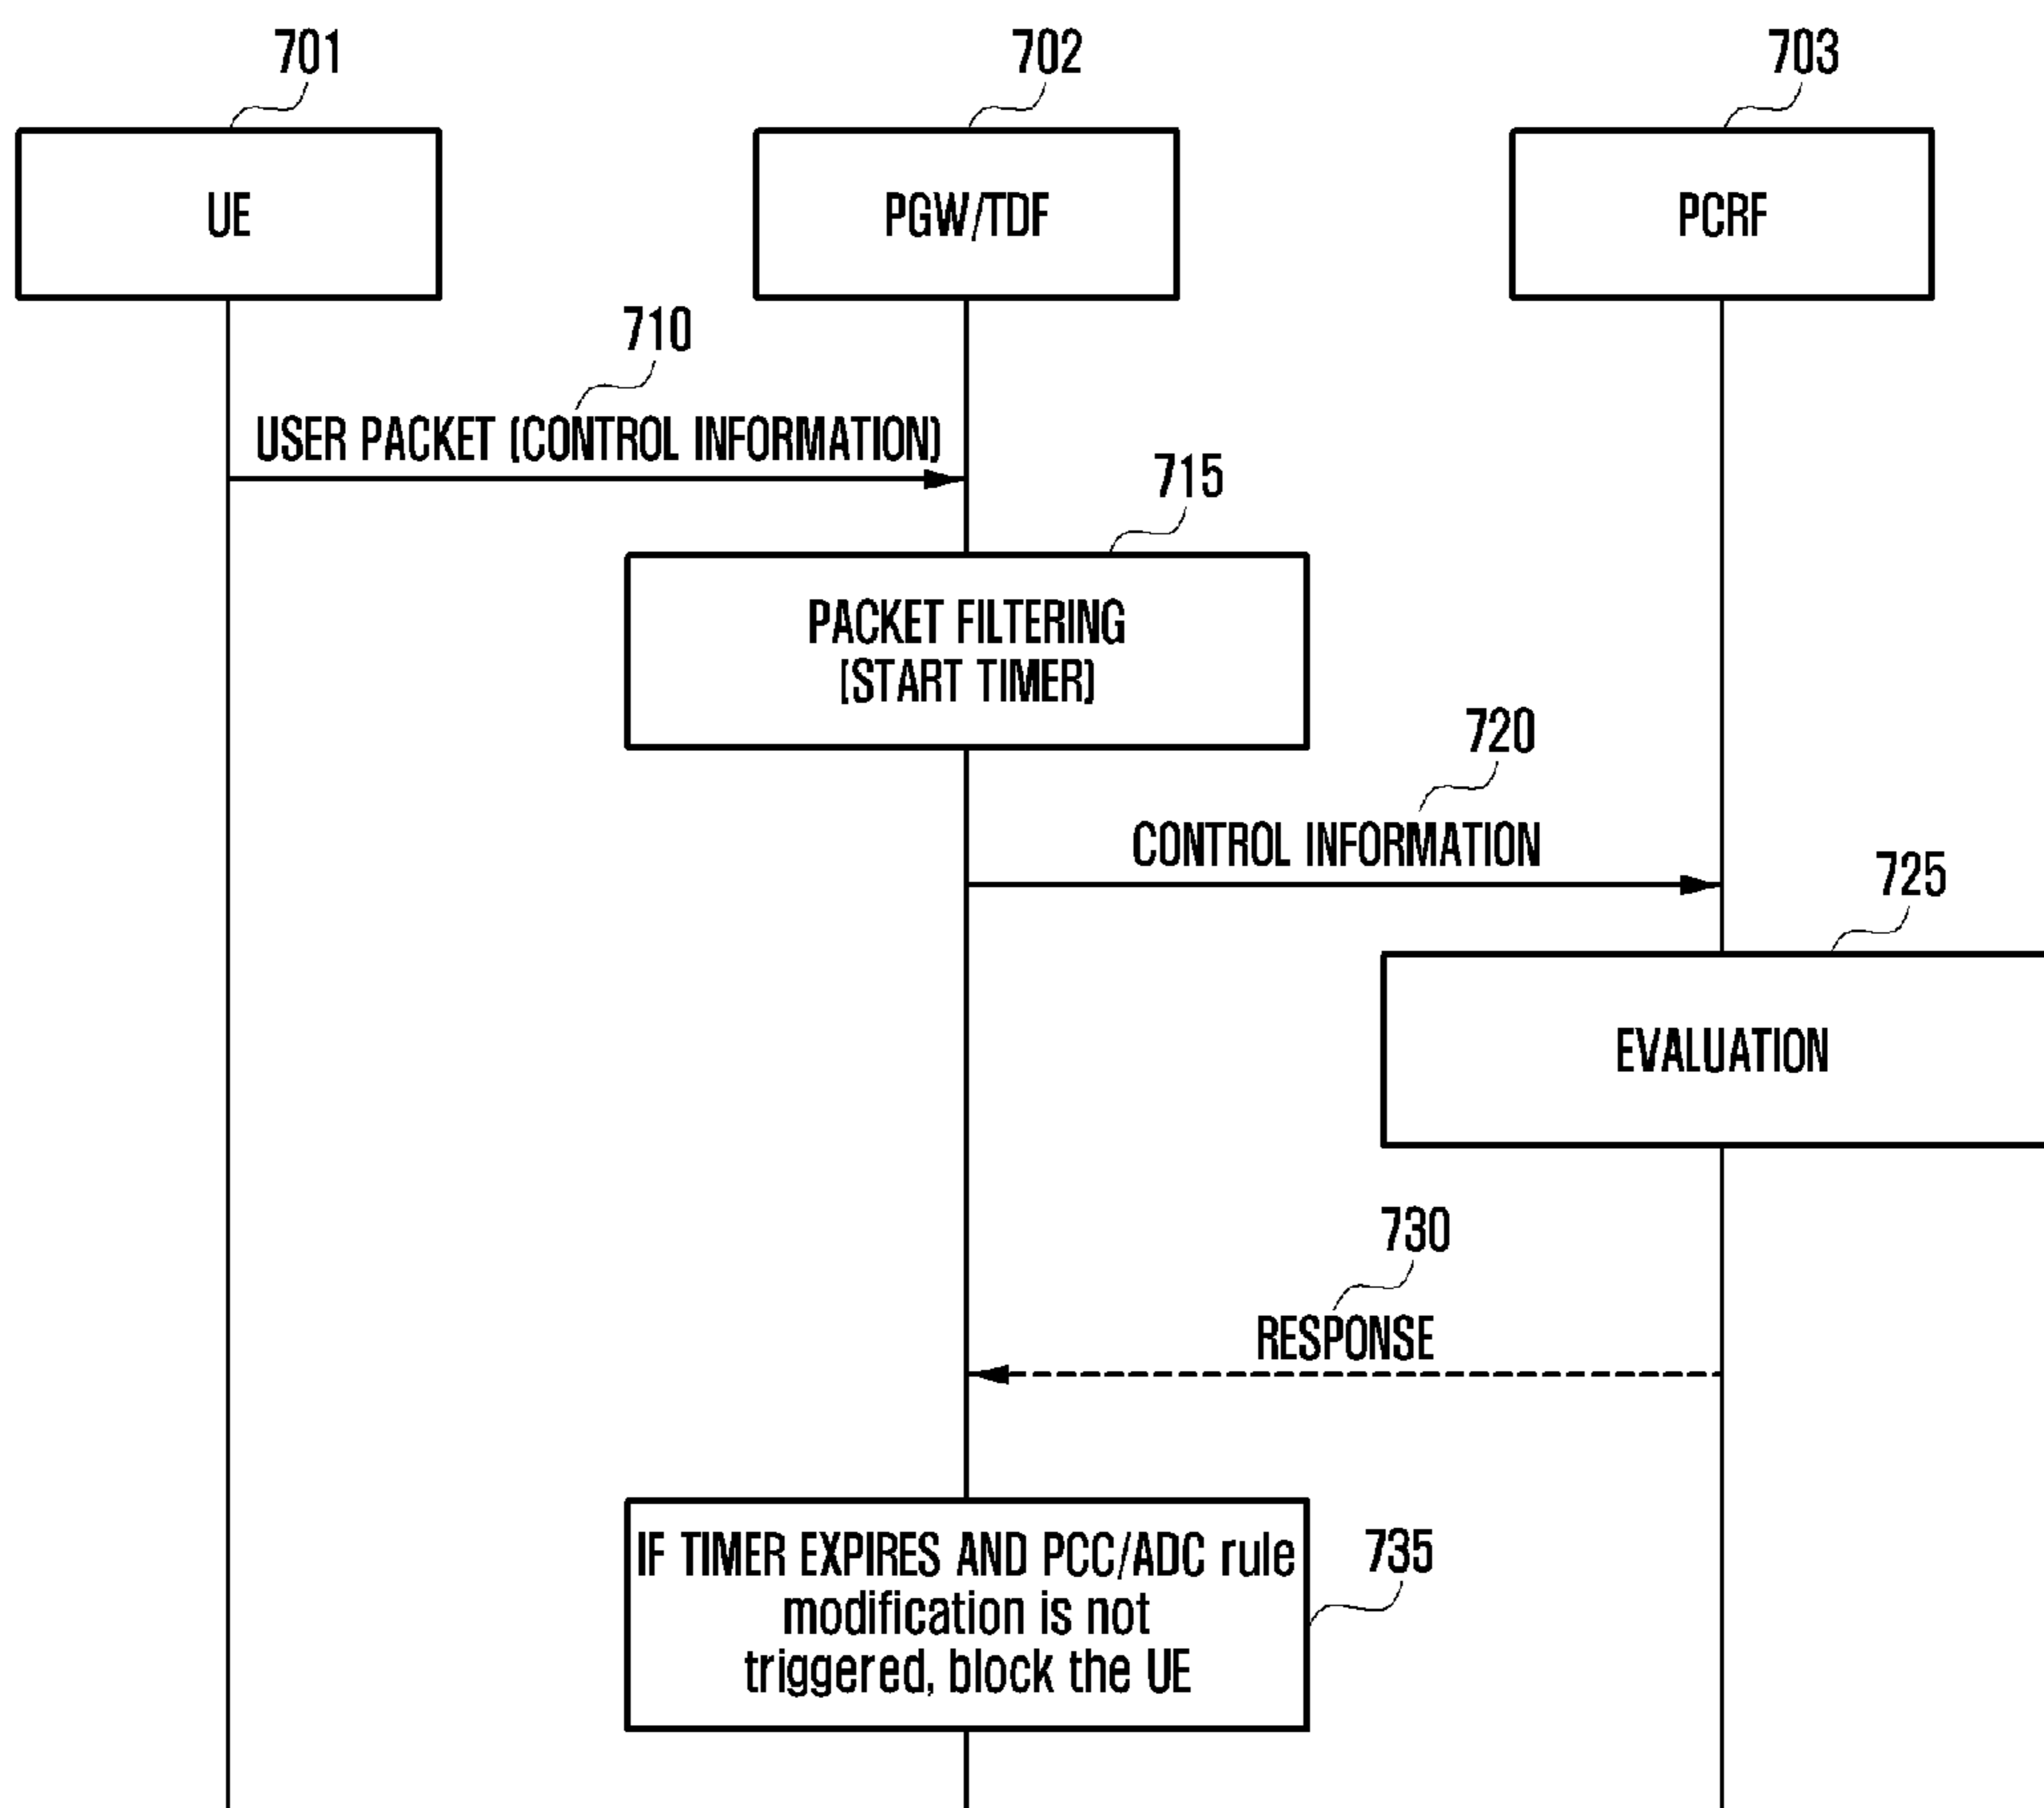 701
702
703
UE
PGW/TDF
PCRF
710
USER PACKET (CONTROL INFORMATION)
715
PACKET FILTERING
(START TIMER)
720
CONTROL INFORMATION
725
EVALUATION
730
RESPONSE
IF TIMER EXPIRES AND PCC/ADC rule
modification is not
triggered, block the UE
735